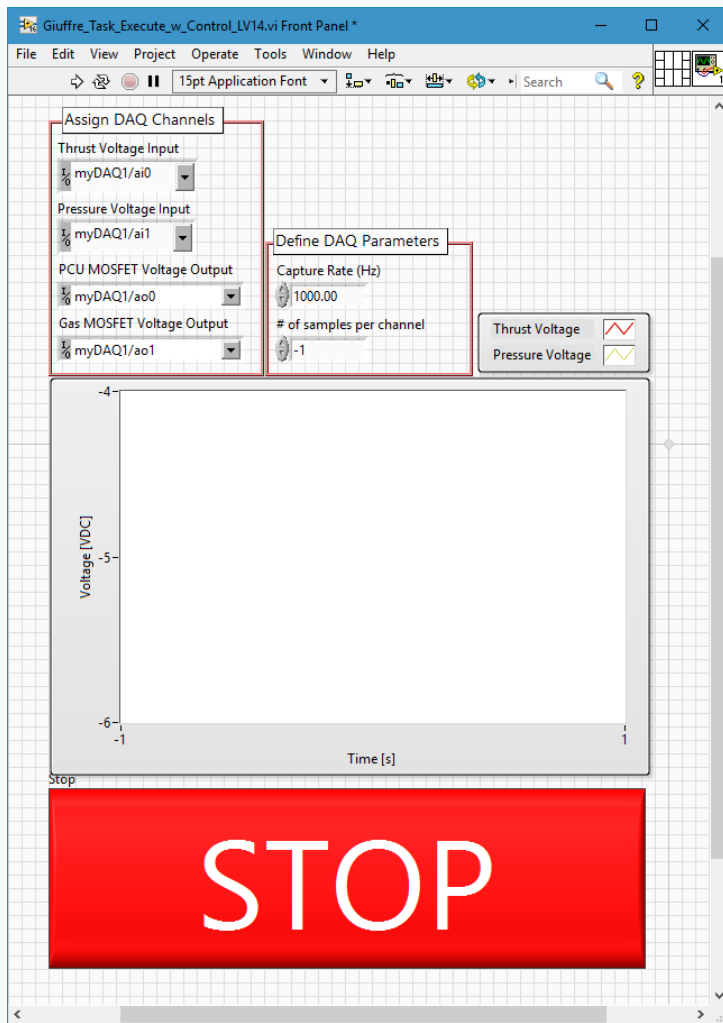 Giuffre_Task_Execute_w_Control_LV14.vi Front Panel *
File Edit View Project Operate Tools Window Help
15pt Application Font Search ?
Assign DAQ Channels
Thrust Voltage Input
I/O myDAQ1/ai0
Pressure Voltage Input
I/O myDAQ1/ai1
PCU MOSFET Voltage Output
I/O myDAQ1/ao0
Gas MOSFET Voltage Output
I/O myDAQ1/ao1
Define DAQ Parameters
Capture Rate (Hz)
1000.00
# of samples per channel
-1
Thrust Voltage
Pressure Voltage
-4
-5
-6
Voltage [VDC]
-1 1
Time [s]
Stop
STOP